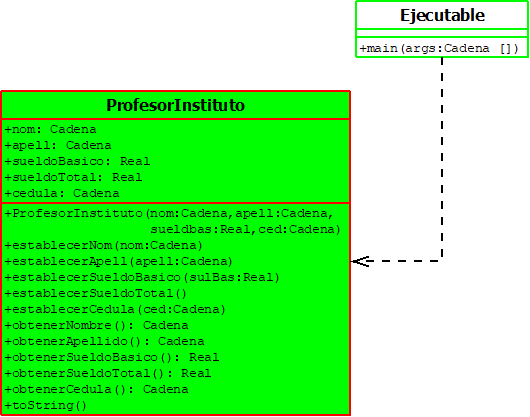 Ejecutable
+main(args:Cadena [])
ProfesorInstituto
+nom: Cadena
+apell: Cadena
+sueldoBasico: Real
+sueldoTotal: Real
+cedula: Cadena
+ProfesorInstituto(nom:Cadena,apell:Cadena,
sueldbas:Real,ced:Cadena)
+establecerNom(nom:Cadena)
+establecerApell(apell:Cadena)
+establecerSueldoBasico(sulBas:Real)
+establecerSueldoTotal()
+establecerCedula(ced:Cadena)
+obtenerNombre(): Cadena
+obtenerApellido(): Cadena
+obtenerSueldoBasico(): Real
+obtenerSueldoTotal(): Real
+obtenerCedula(): Cadena
+toString()